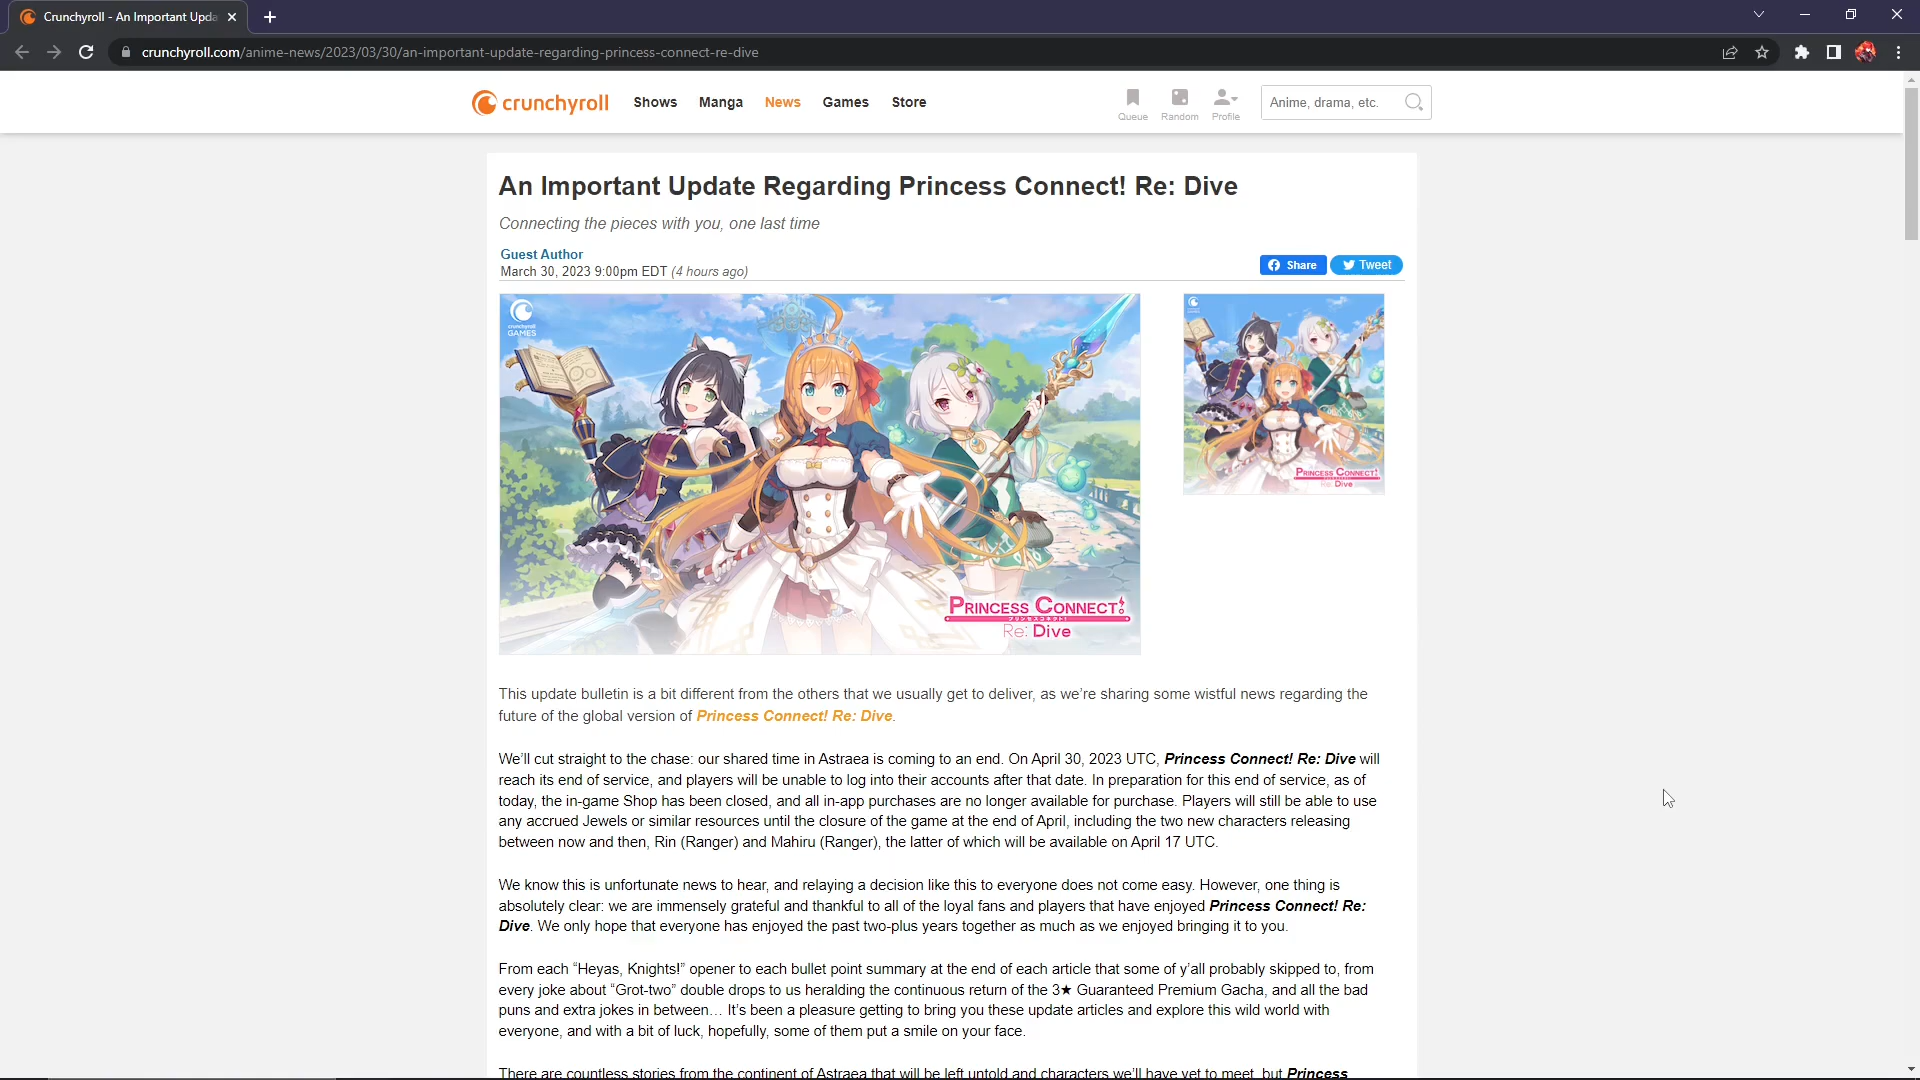 Crunchyroll - An Important Upda
crunchyroll.com/anime-news/2023/03/30/an-important-update-regarding-princess-connect-re-dive
crunchyroll Shows Manga News Games Store
Queue Random Profile
Anime, drama, etc.
An Important Update Regarding Princess Connect! Re: Dive
Connecting the pieces with you, one last time
Guest Author
March 30, 2023 9:00pm EDT (4 hours ago)
Share Tweet
crunchyroll
GAMES
PRINCESS CONNECT!
プリンセスコネクト!
Re: Dive
PRINCESS CONNECT!
Re: Dive
This update bulletin is a bit different from the others that we usually get to deliver, as we’re sharing some wistful news regarding the
future of the global version of Princess Connect! Re: Dive.
We’ll cut straight to the chase: our shared time in Astraea is coming to an end. On April 30, 2023 UTC, Princess Connect! Re: Dive will
reach its end of service, and players will be unable to log into their accounts after that date. In preparation for this end of service, as of
today, the in-game Shop has been closed, and all in-app purchases are no longer available for purchase. Players will still be able to use
any accrued Jewels or similar resources until the closure of the game at the end of April, including the two new characters releasing
between now and then, Rin (Ranger) and Mahiru (Ranger), the latter of which will be available on April 17 UTC.
We know this is unfortunate news to hear, and relaying a decision like this to everyone does not come easy. However, one thing is
absolutely clear: we are immensely grateful and thankful to all of the loyal fans and players that have enjoyed Princess Connect! Re:
Dive. We only hope that everyone has enjoyed the past two-plus years together as much as we enjoyed bringing it to you.
From each “Heyas, Knights!” opener to each bullet point summary at the end of each article that some of y’all probably skipped to, from
every joke about “Grot-two” double drops to us heralding the continuous return of the 3★ Guaranteed Premium Gacha, and all the bad
puns and extra jokes in between… It’s been a pleasure getting to bring you these update articles and explore this wild world with
everyone, and with a bit of luck, hopefully, some of them put a smile on your face.
There are countless stories from the continent of Astraea that will be left untold and characters we’ll have yet to meet, but Princess